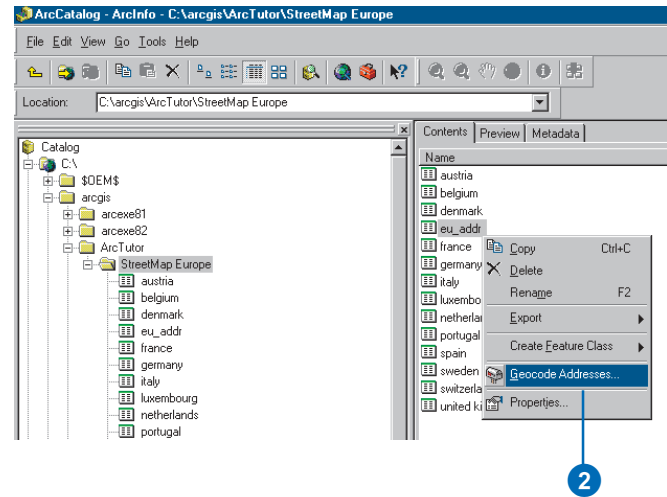 ArcCatalog - ArcInfo - C:\arcgis\ArcTutor\StreetMap Europe
File Edit View Go Tools Help
Location: C:\arcgis\ArcTutor\StreetMap Europe
Catalog
C:\
$OEM$
arcgis
arcexe81
arcexe82
ArcTutor
StreetMap Europe
austria
belgium
denmark
eu_addr
france
germany
italy
luxembourg
netherlands
portugal
Contents Preview Metadata
Name
austria
belgium
denmark
eu_addr
france
germany
italy
luxembo
netherla
portugal
spain
sweden
switzerla
united ki
Copy Ctrl+C
Delete
Rename F2
Export
Create Feature Class
Geocode Addresses...
Properties...
2